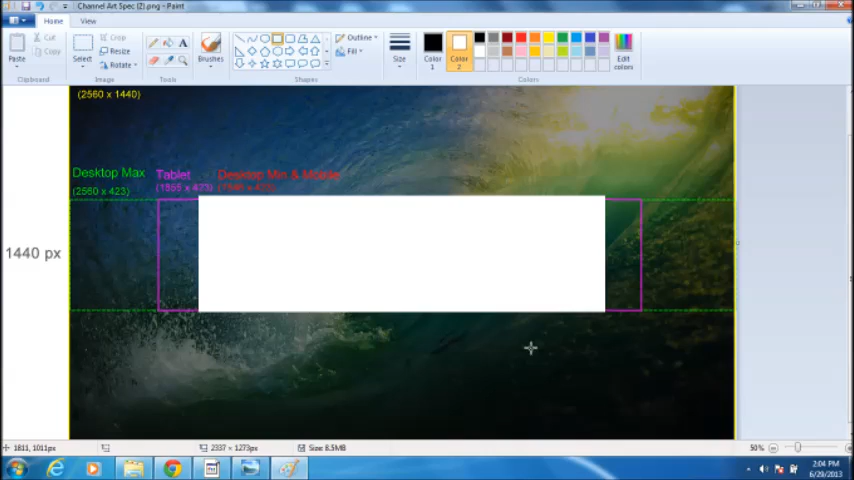 Channel Art Spec (2).png - Paint
Home View
Paste
Cut
Copy
Clipboard
Select
Crop
Resize
Rotate
Image
Tools
Brushes
Shapes
Outline
Fill
Size
Color 1
Color 2
Edit colors
Colors
(2560 x 1440)
Desktop Max
(2560 x 423)
Tablet
(1855 x 423)
Desktop Min & Mobile
1440 px
1811, 1011px
2337 × 1273px
Size: 8.5MB
50%
2:04 PM
6/29/2013